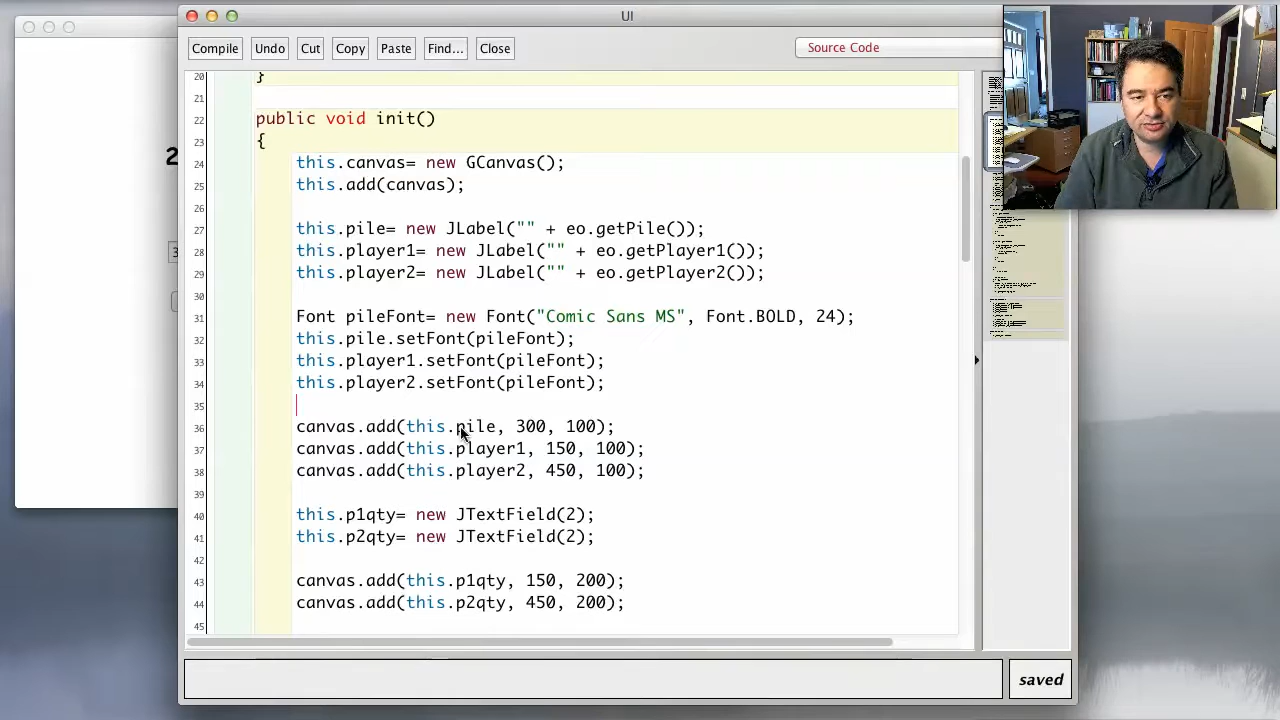 UI
Compile
Undo
Cut
Copy
Paste
Find...
Close
Source Code
20 }
21
22 public void init()
23 {
24 this.canvas= new GCanvas();
25 this.add(canvas);
26
27 this.pile= new JLabel("" + eo.getPile());
28 this.player1= new JLabel("" + eo.getPlayer1());
29 this.player2= new JLabel("" + eo.getPlayer2());
30
31 Font pileFont= new Font("Comic Sans MS", Font.BOLD, 24);
32 this.pile.setFont(pileFont);
33 this.player1.setFont(pileFont);
34 this.player2.setFont(pileFont);
35
36 canvas.add(this.pile, 300, 100);
37 canvas.add(this.player1, 150, 100);
38 canvas.add(this.player2, 450, 100);
39
40 this.p1qty= new JTextField(2);
41 this.p2qty= new JTextField(2);
42
43 canvas.add(this.p1qty, 150, 200);
44 canvas.add(this.p2qty, 450, 200);
45
2
3
saved